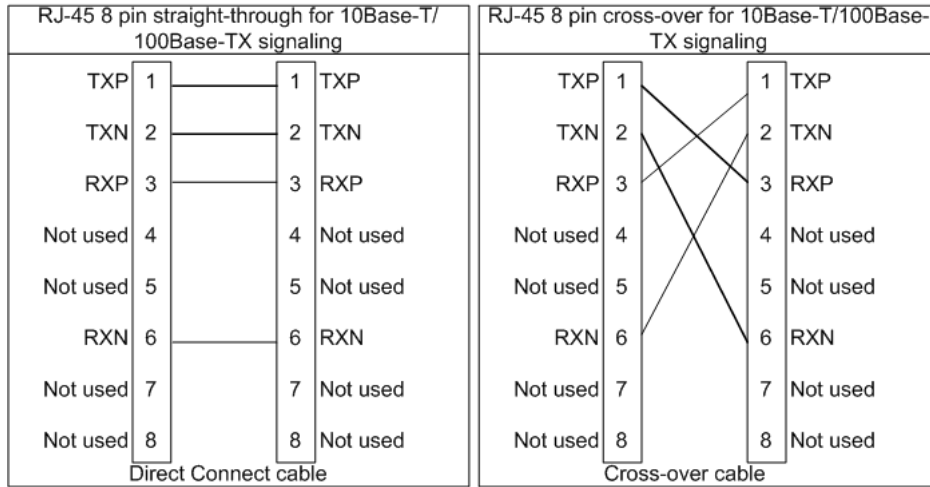 RJ-45 8 pin straight-through for 10Base-T/
100Base-TX signaling
TXP 1 1 TXP
TXN 2 2 TXN
RXP 3 3 RXP
Not used 4 4 Not used
Not used 5 5 Not used
RXN 6 6 RXN
Not used 7 7 Not used
Not used 8 8 Not used
Direct Connect cable
RJ-45 8 pin cross-over for 10Base-T/100Base-
TX signaling
TXP 1 1 TXP
TXN 2 2 TXN
RXP 3 3 RXP
Not used 4 4 Not used
Not used 5 5 Not used
RXN 6 6 RXN
Not used 7 7 Not used
Not used 8 8 Not used
Cross-over cable